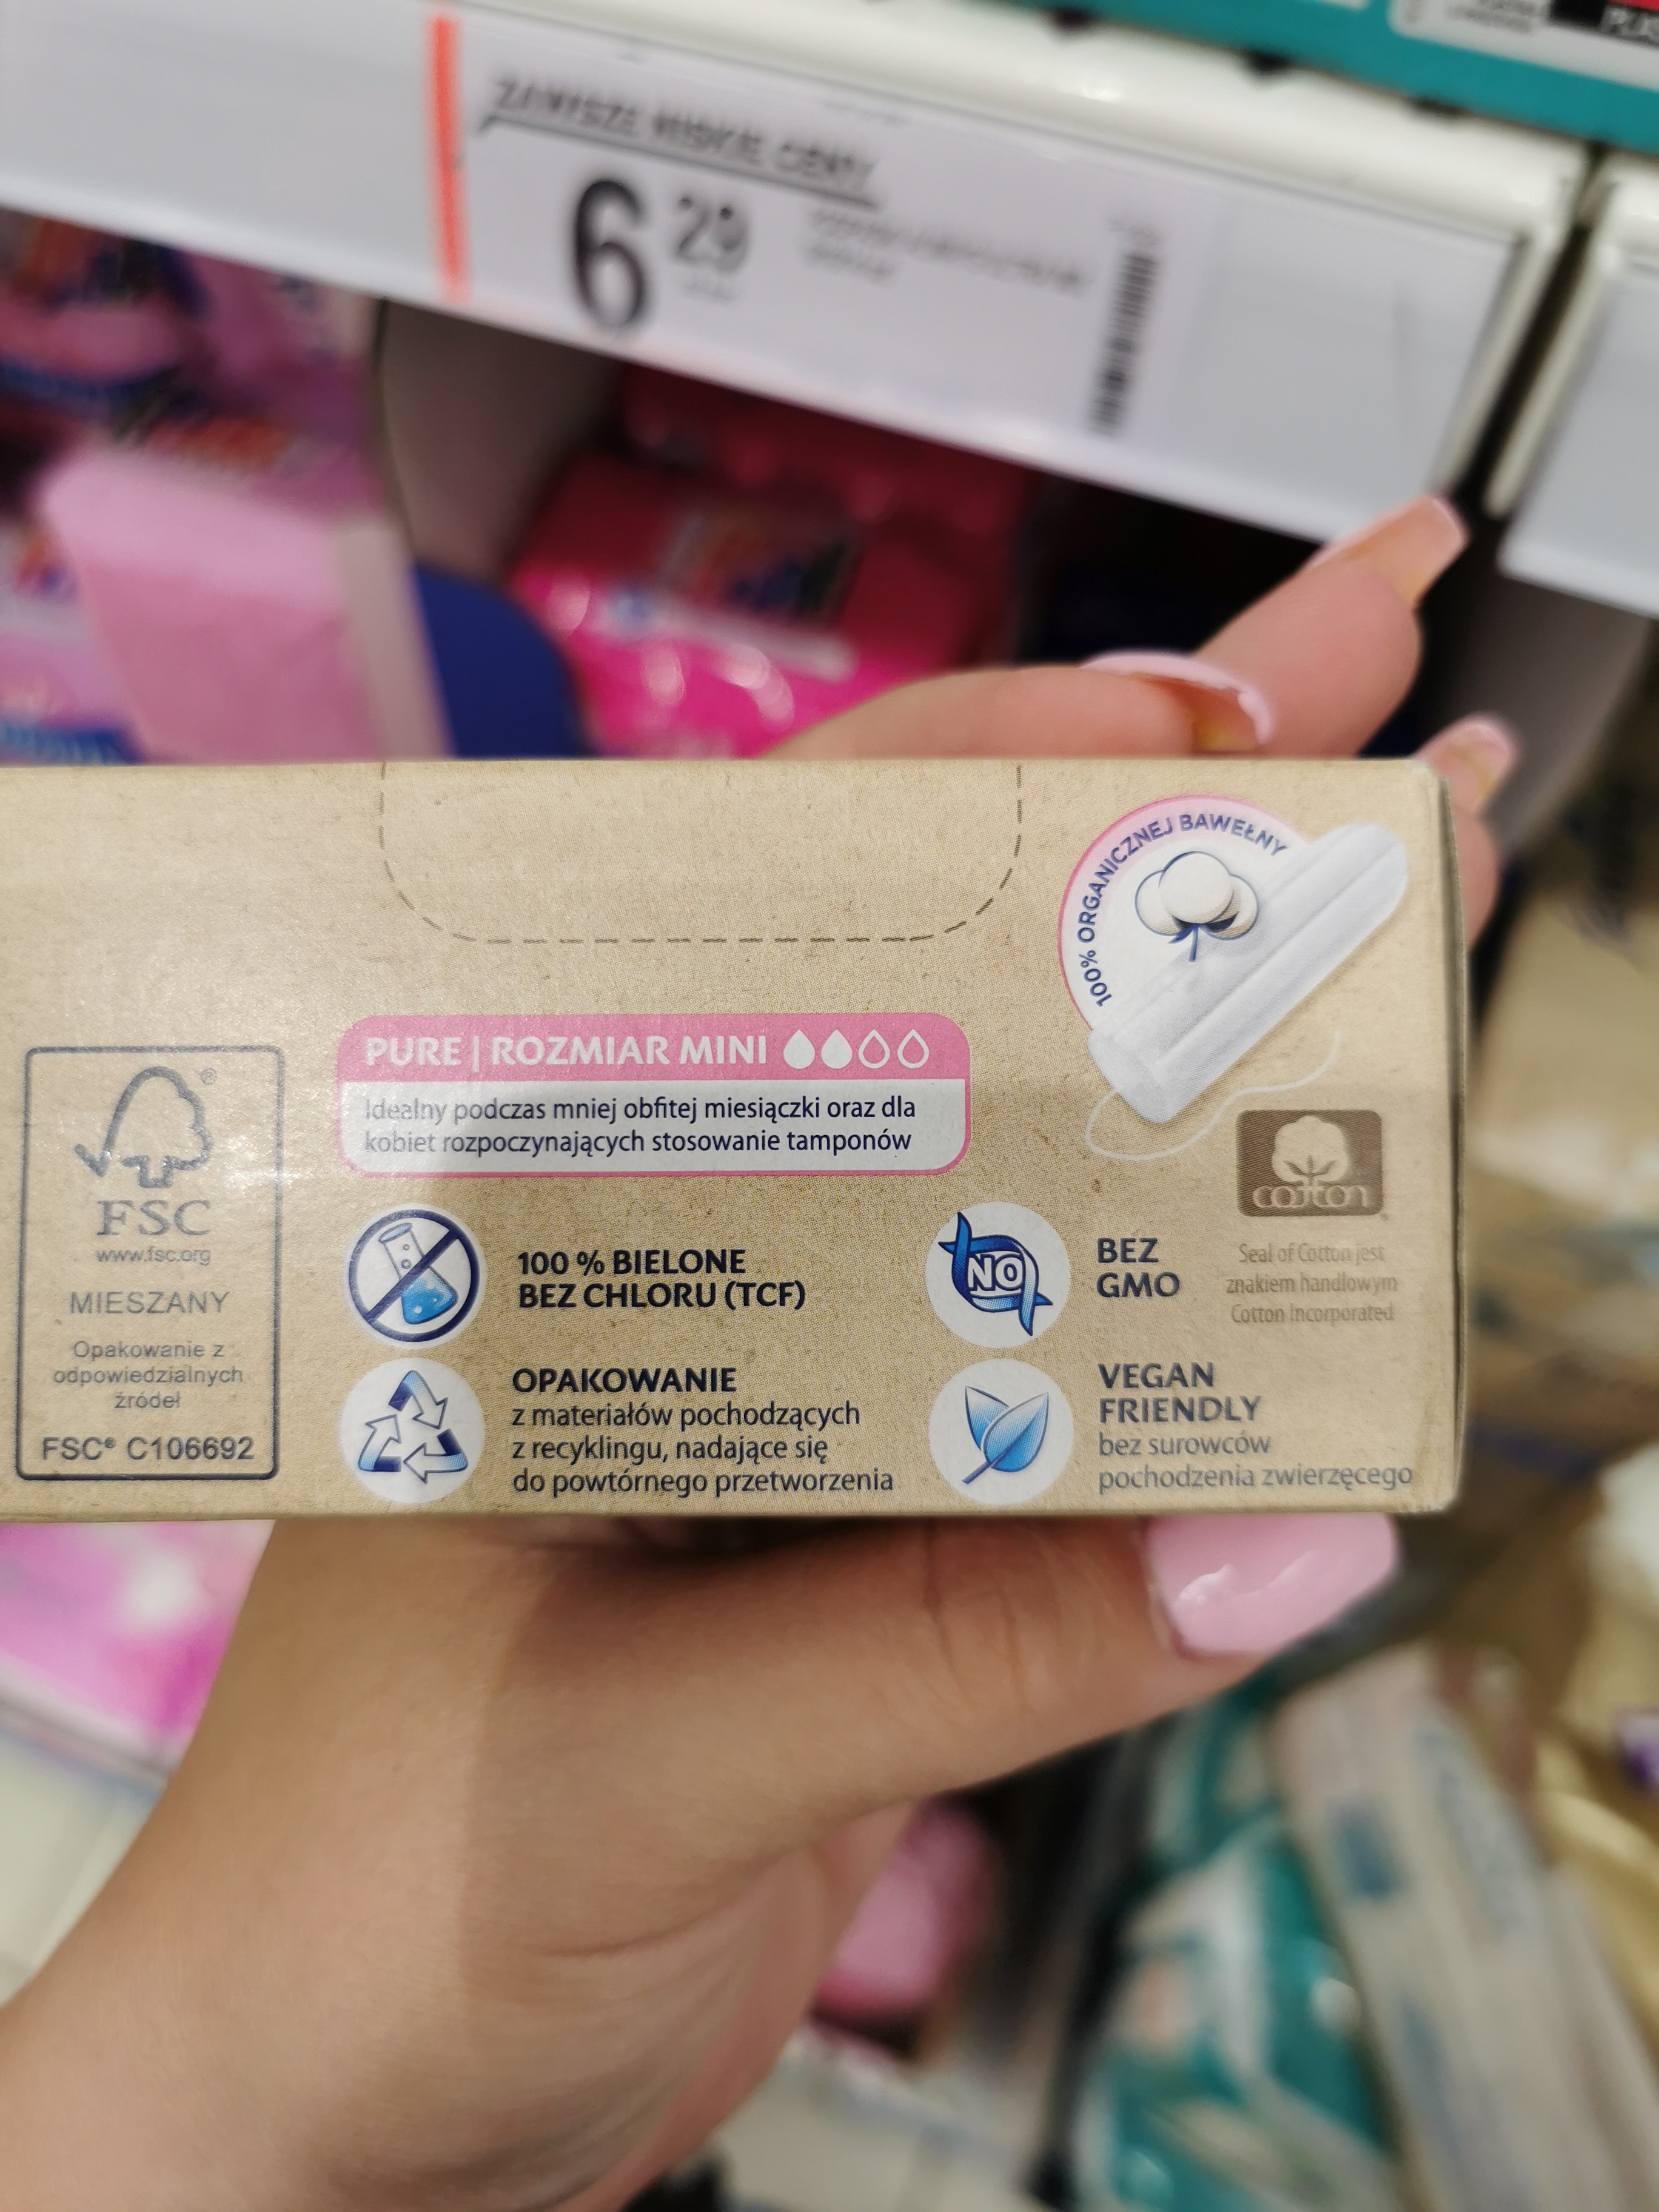 ZAWSZE NISKIE CENY
6 29
100% ORGANICZNEJ BAWEŁNY
PURE | ROZMIAR MINI
Idealny podczas mniej obfitej miesiączki oraz dla
kobiet rozpoczynających stosowanie tamponów
®
FSC
www.fsc.org
MIESZANY
Opakowanie z
odpowiedzialnych
źródeł
FSC® C106692
100 % BIELONE
BEZ CHLORU (TCF)
OPAKOWANIE
z materiałów pochodzących
z recyklingu, nadające się
do powtórnego przetworzenia
NO
BEZ
GMO
cotton
Seal of Cotton jest
znakiem handlowym
Cotton Incorporated
VEGAN
FRIENDLY
bez surowców
pochodzenia zwierzęcego